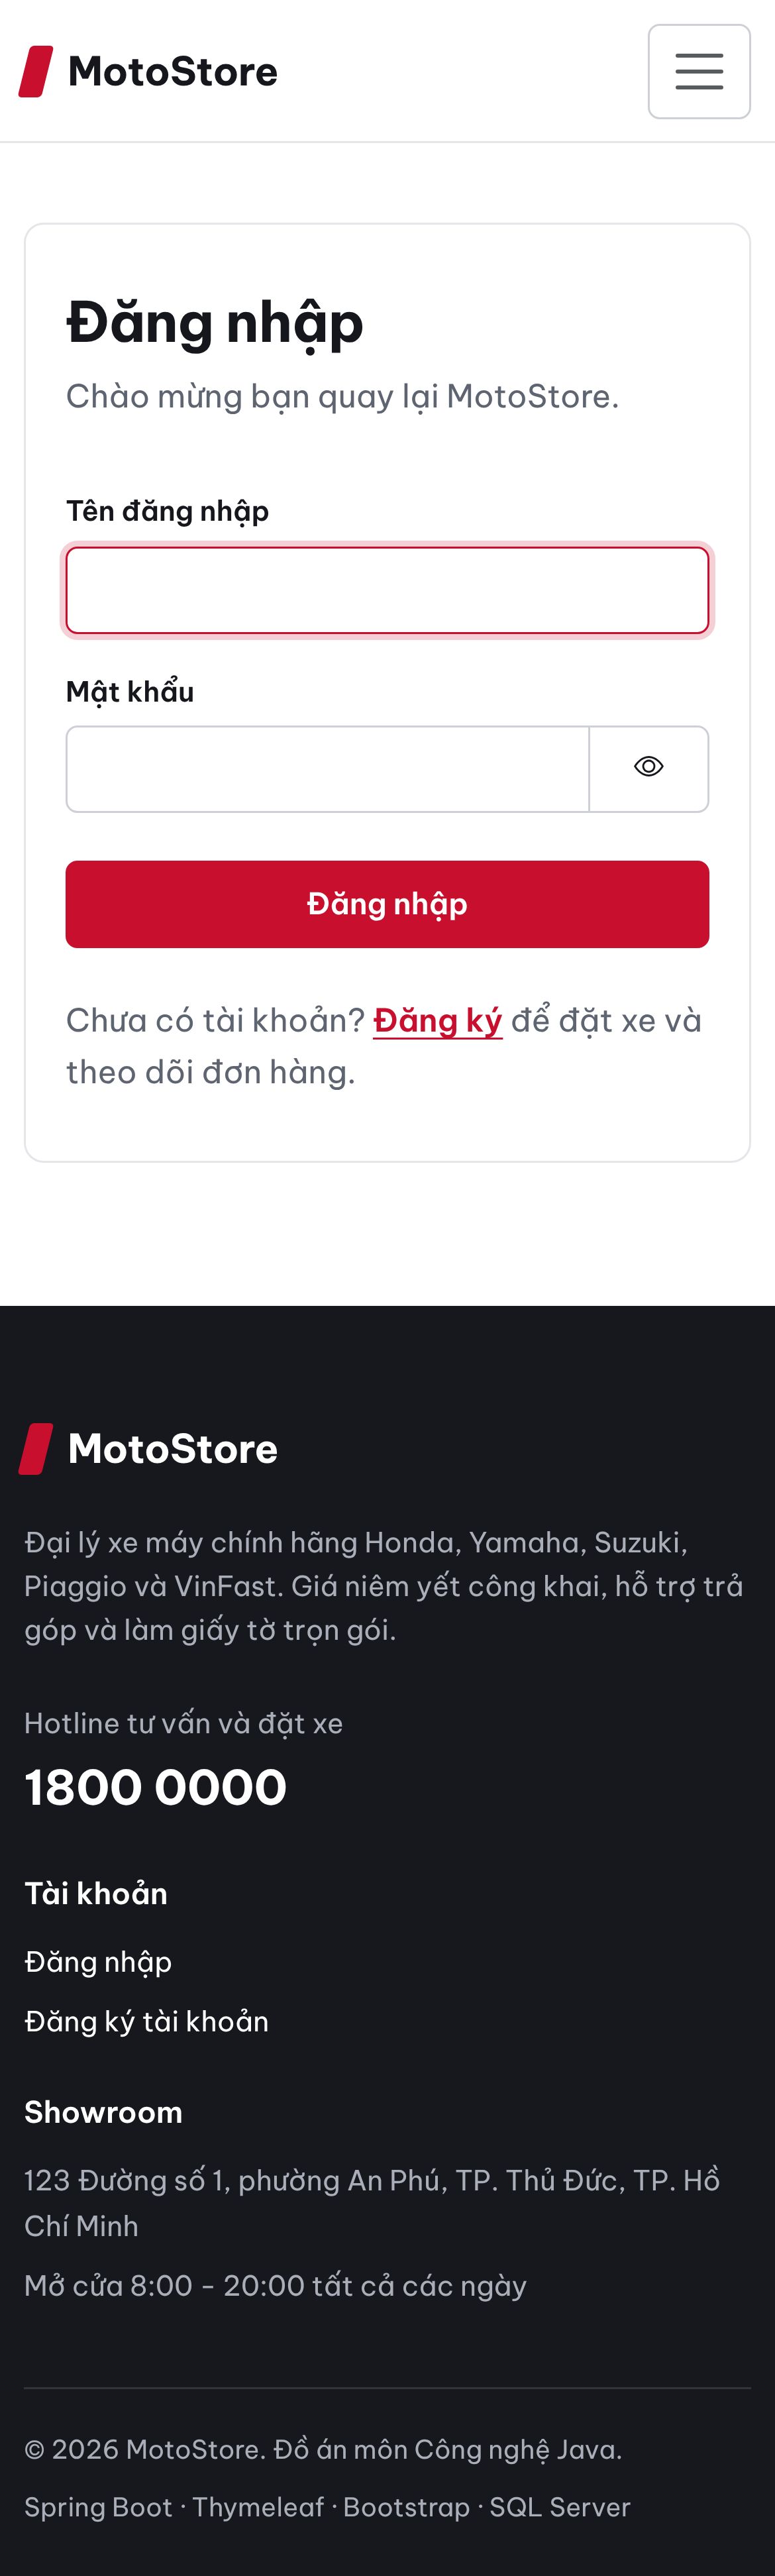 MotoStore
Đăng nhập
Chào mừng bạn quay lại MotoStore.
Tên đăng nhập
Mật khẩu
Đăng nhập
Chưa có tài khoản? Đăng ký để đặt xe và
theo dõi đơn hàng.
MotoStore
Đại lý xe máy chính hãng Honda, Yamaha, Suzuki,
Piaggio và VinFast. Giá niêm yết công khai, hỗ trợ trả
góp và làm giấy tờ trọn gói.
Hotline tư vấn và đặt xe
1800 0000
Tài khoản
Đăng nhập
Đăng ký tài khoản
Showroom
123 Đường số 1, phường An Phú, TP. Thủ Đức, TP. Hồ
Chí Minh
Mở cửa 8:00 - 20:00 tất cả các ngày
© 2026 MotoStore. Đồ án môn Công nghệ Java.
Spring Boot · Thymeleaf · Bootstrap · SQL Server